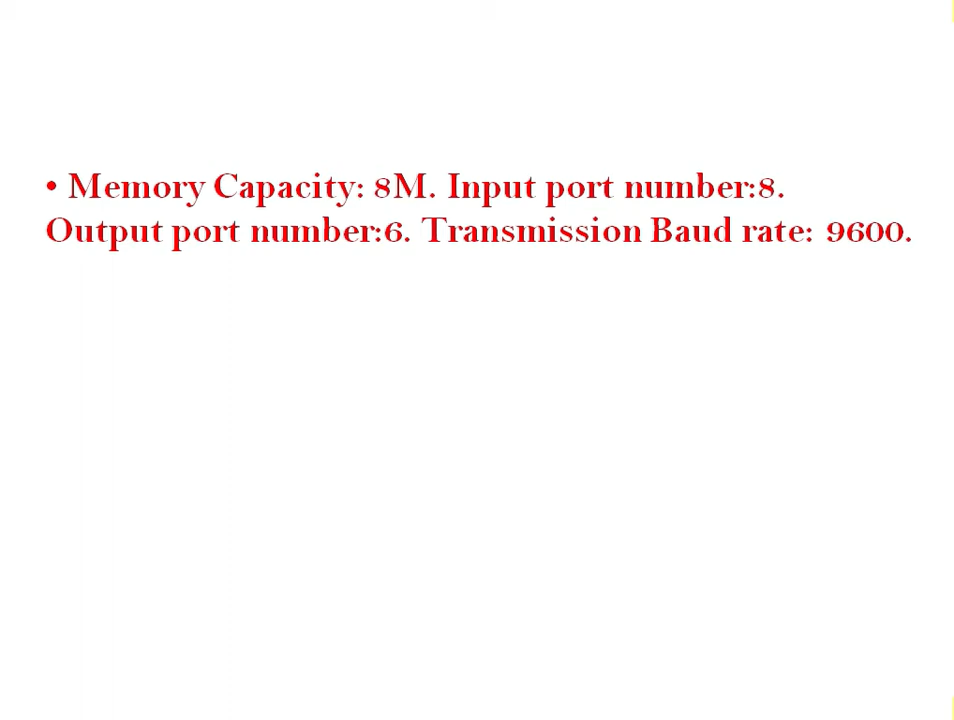 • Memory Capacity: 8M. Input port number:8.
Output port number:6. Transmission Baud rate: 9600.